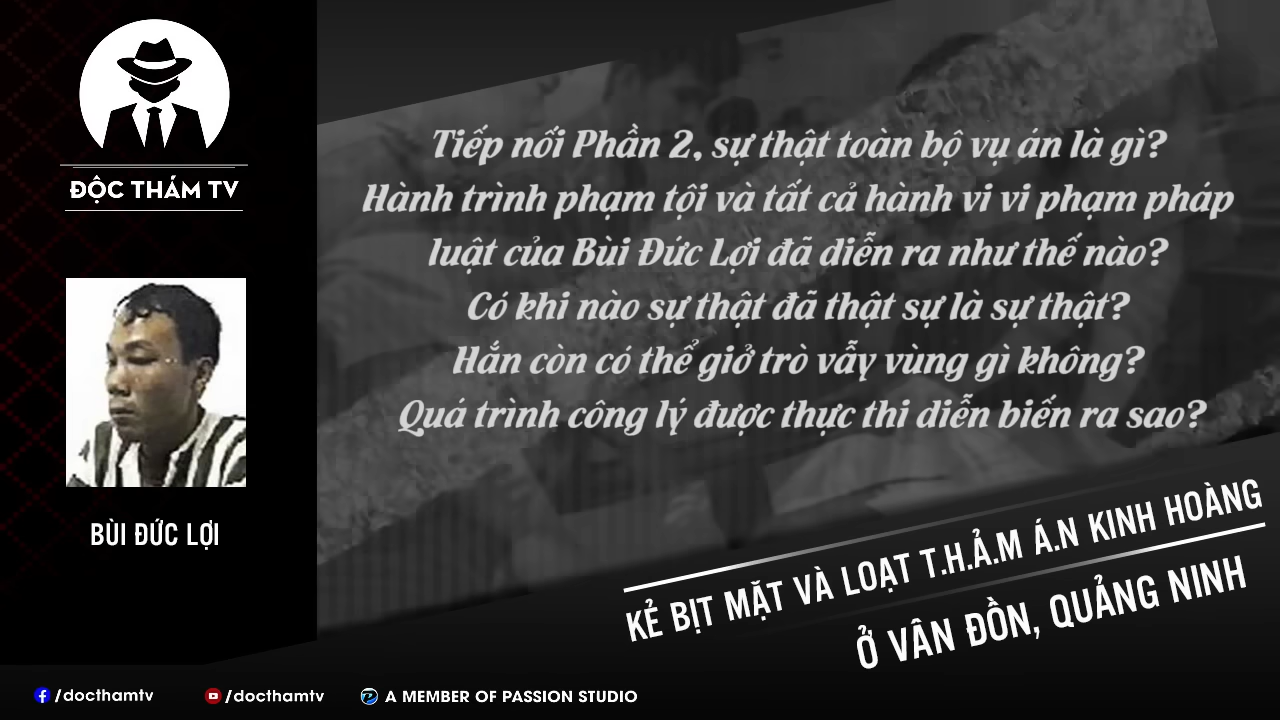 ĐỘC THÁM TV
BÙI ĐỨC LỢI
Tiếp nối Phần 2, sự thật toàn bộ vụ án là gì?
Hành trình phạm tội và tất cả hành vi vi phạm pháp
luật của Bùi Đức Lợi đã diễn ra như thế nào?
Có khi nào sự thật đã thật sự là sự thật?
Hắn còn có thể giở trò vẫy vùng gì không?
Quá trình công lý được thực thi diễn biến ra sao?
KẺ BỊT MẶT VÀ LOẠT T.H.Ả.M Á.N KINH HOÀNG
Ở VÂN ĐỒN, QUẢNG NINH
/docthamtv
/docthamtv
A MEMBER OF PASSION STUDIO